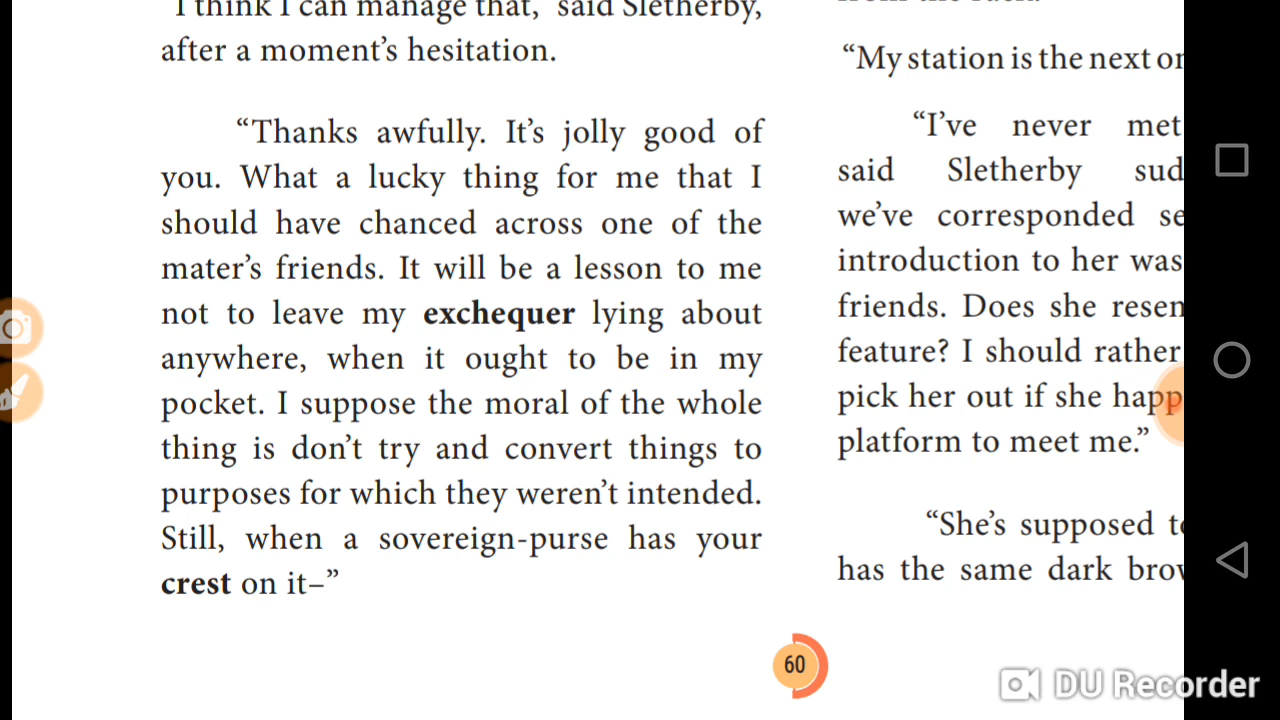 "I think I can manage that," said Sletherby,
after a moment's hesitation.
“Thanks awfully. It’s jolly good of
you. What a lucky thing for me that I
should have chanced across one of the
mater’s friends. It will be a lesson to me
not to leave my exchequer lying about
anywhere, when it ought to be in my
pocket. I suppose the moral of the whole
thing is don’t try and convert things to
purposes for which they weren’t intended.
Still, when a sovereign-purse has your
crest on it–”
“My station is the next
“I’ve never met
said Sletherby sud
we’ve corresponded se
introduction to her was
friends. Does she resen
feature? I should rather
pick her out if she happ
platform to meet me.”
“She’s supposed
has the same dark
60
DU Recorder